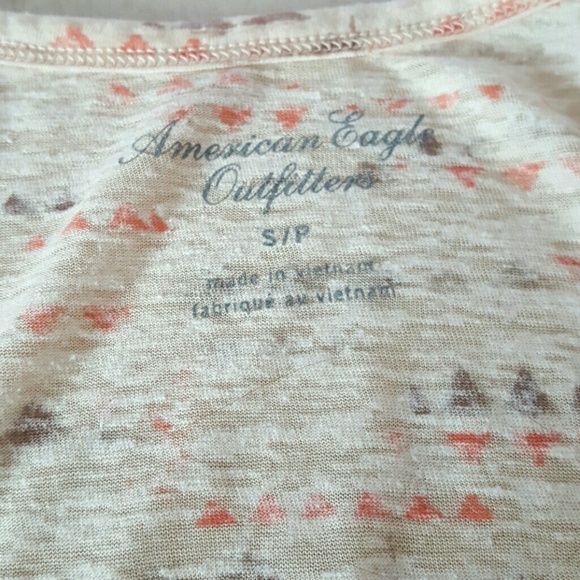 American Eagle
Outfitters
S/P
made in vietnam
fabriqué au vietnam